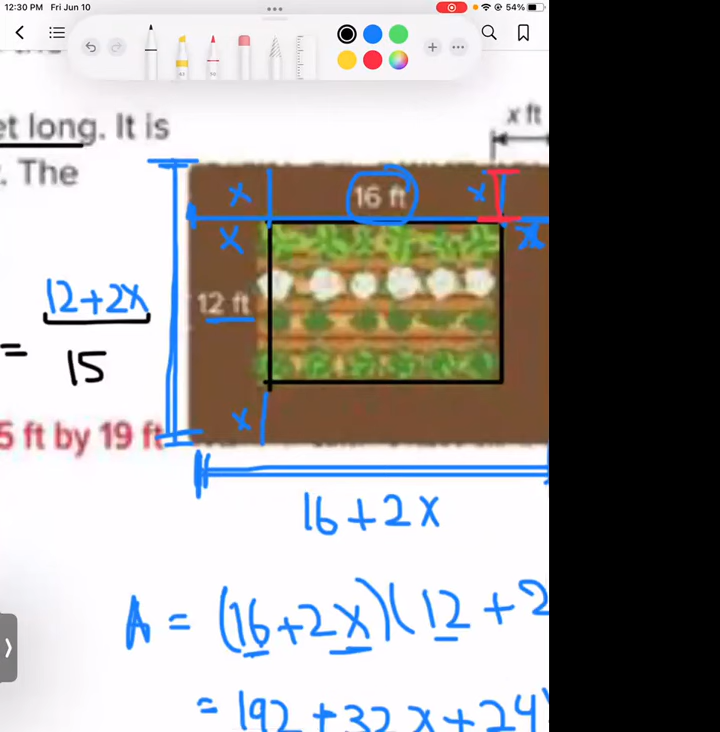 12:30 PM Fri Jun 10
54%
et long. It is
. The
x ft
x 16 ft x
x x
12 ft
12+2x
= 15
5 ft by 19 ft
x
16+2x
A = (16+2x)(12+2
= 192+32x+24